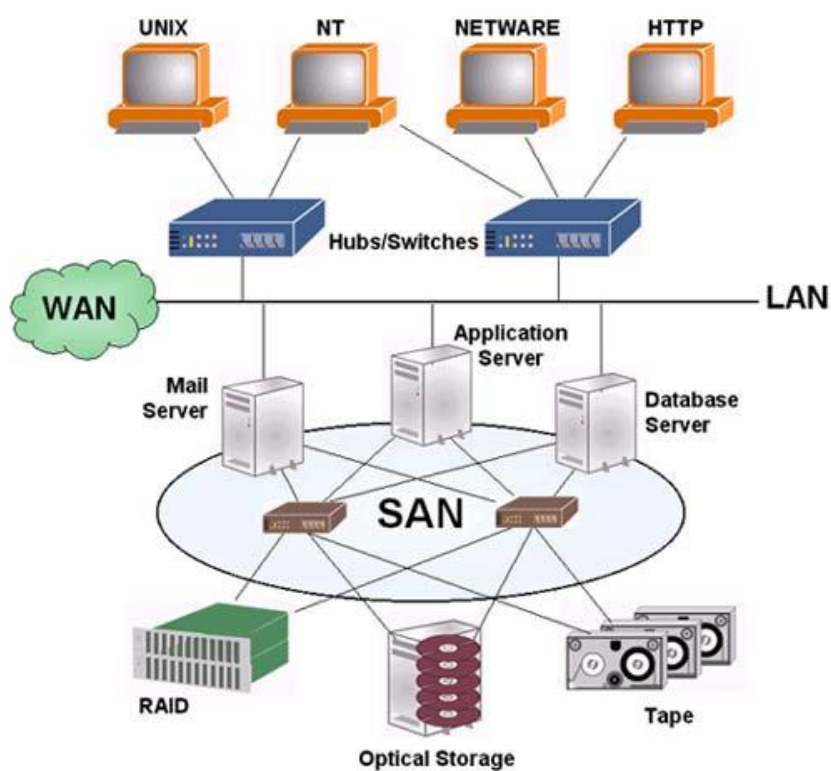 UNIX
NT
NETWARE
HTTP
Hubs/Switches
WAN
LAN
Application
Server
Mail
Server
Database
Server
SAN
RAID
Optical Storage
Tape